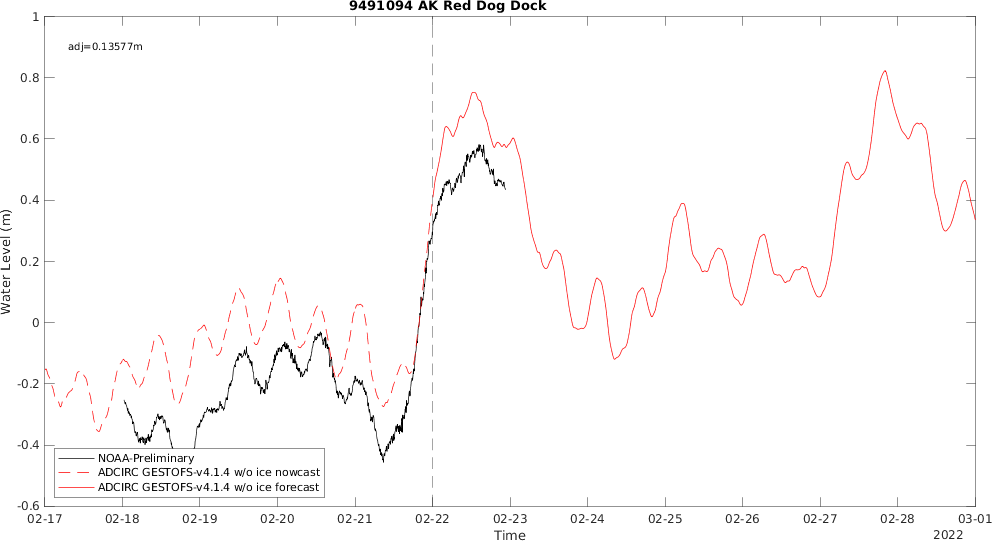 9491094 AK Red Dog Dock
adj=0.13577m
1
0.8
0.6
0.4
0.2
0
-0.2
-0.4
-0.6
Water Level (m)
NOAA-Preliminary
ADCIRC GESTOFS-v4.1.4 w/o ice nowcast
ADCIRC GESTOFS-v4.1.4 w/o ice forecast
02-17 02-18 02-19 02-20 02-21 02-22 02-23 02-24 02-25 02-26 02-27 02-28 03-01
Time
2022